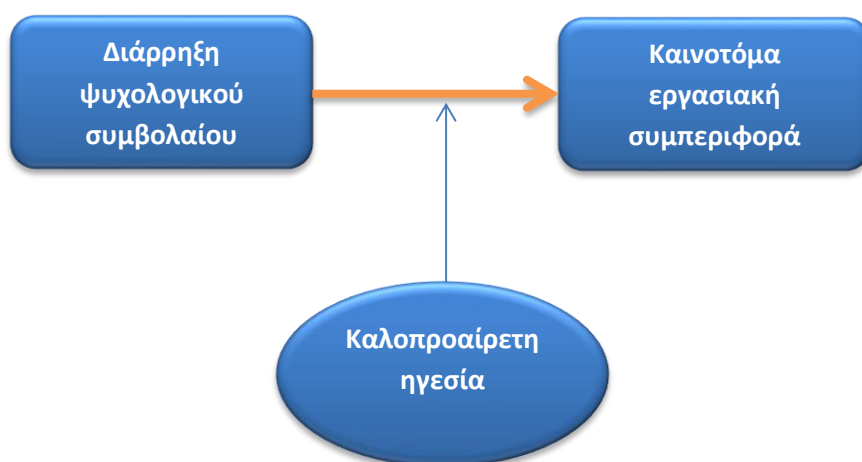 Διάρρηξη
ψυχολογικού
συμβολαίου
Καινοτόμα
εργασιακή
συμπεριφορά
Καλοπροαίρετη
ηγεσία